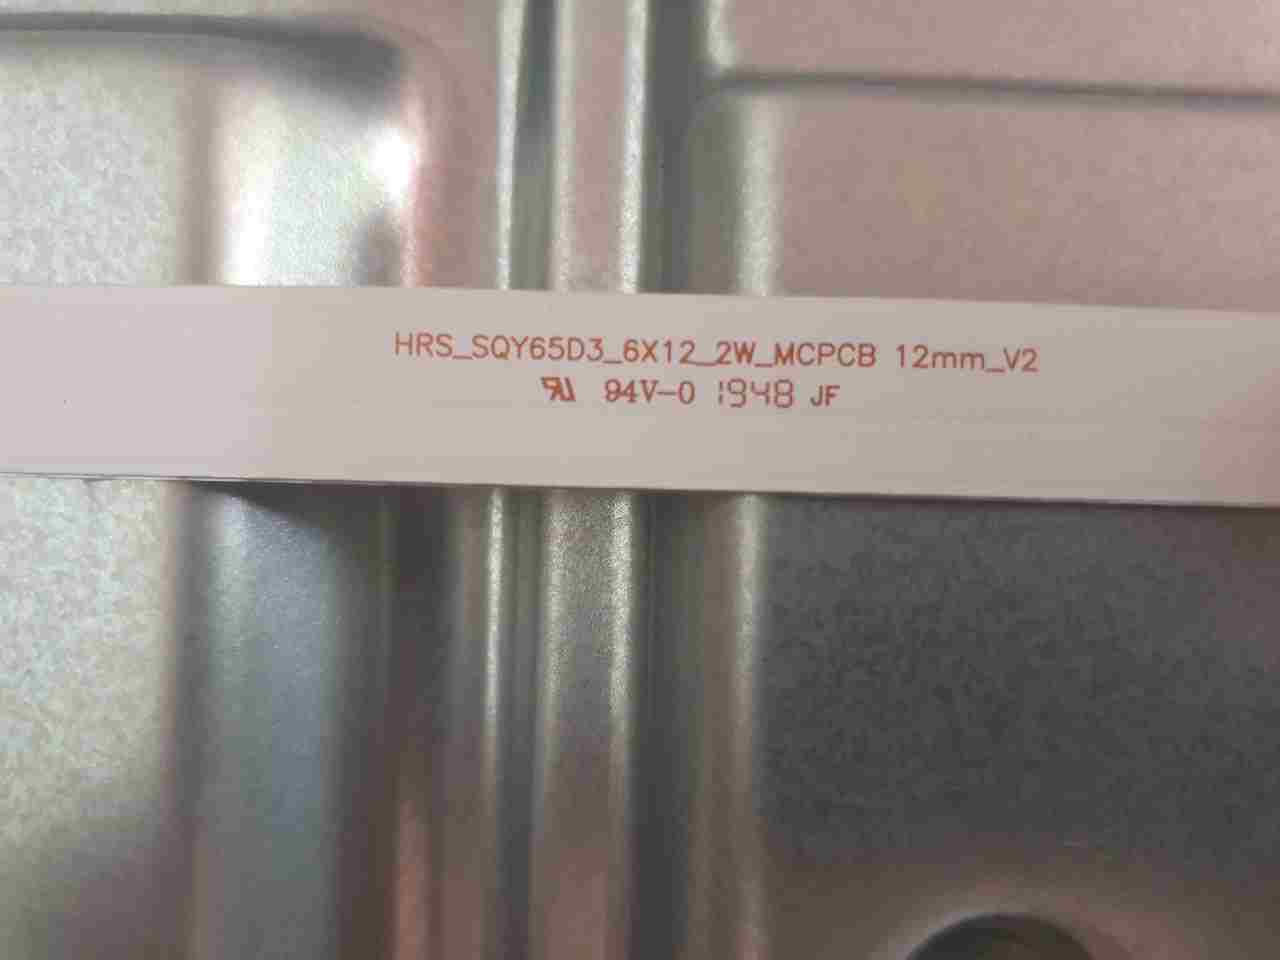 HRS_SQY65D3_6X12_2W_MCPCB 12mm_V2
94V-0 1948 JF